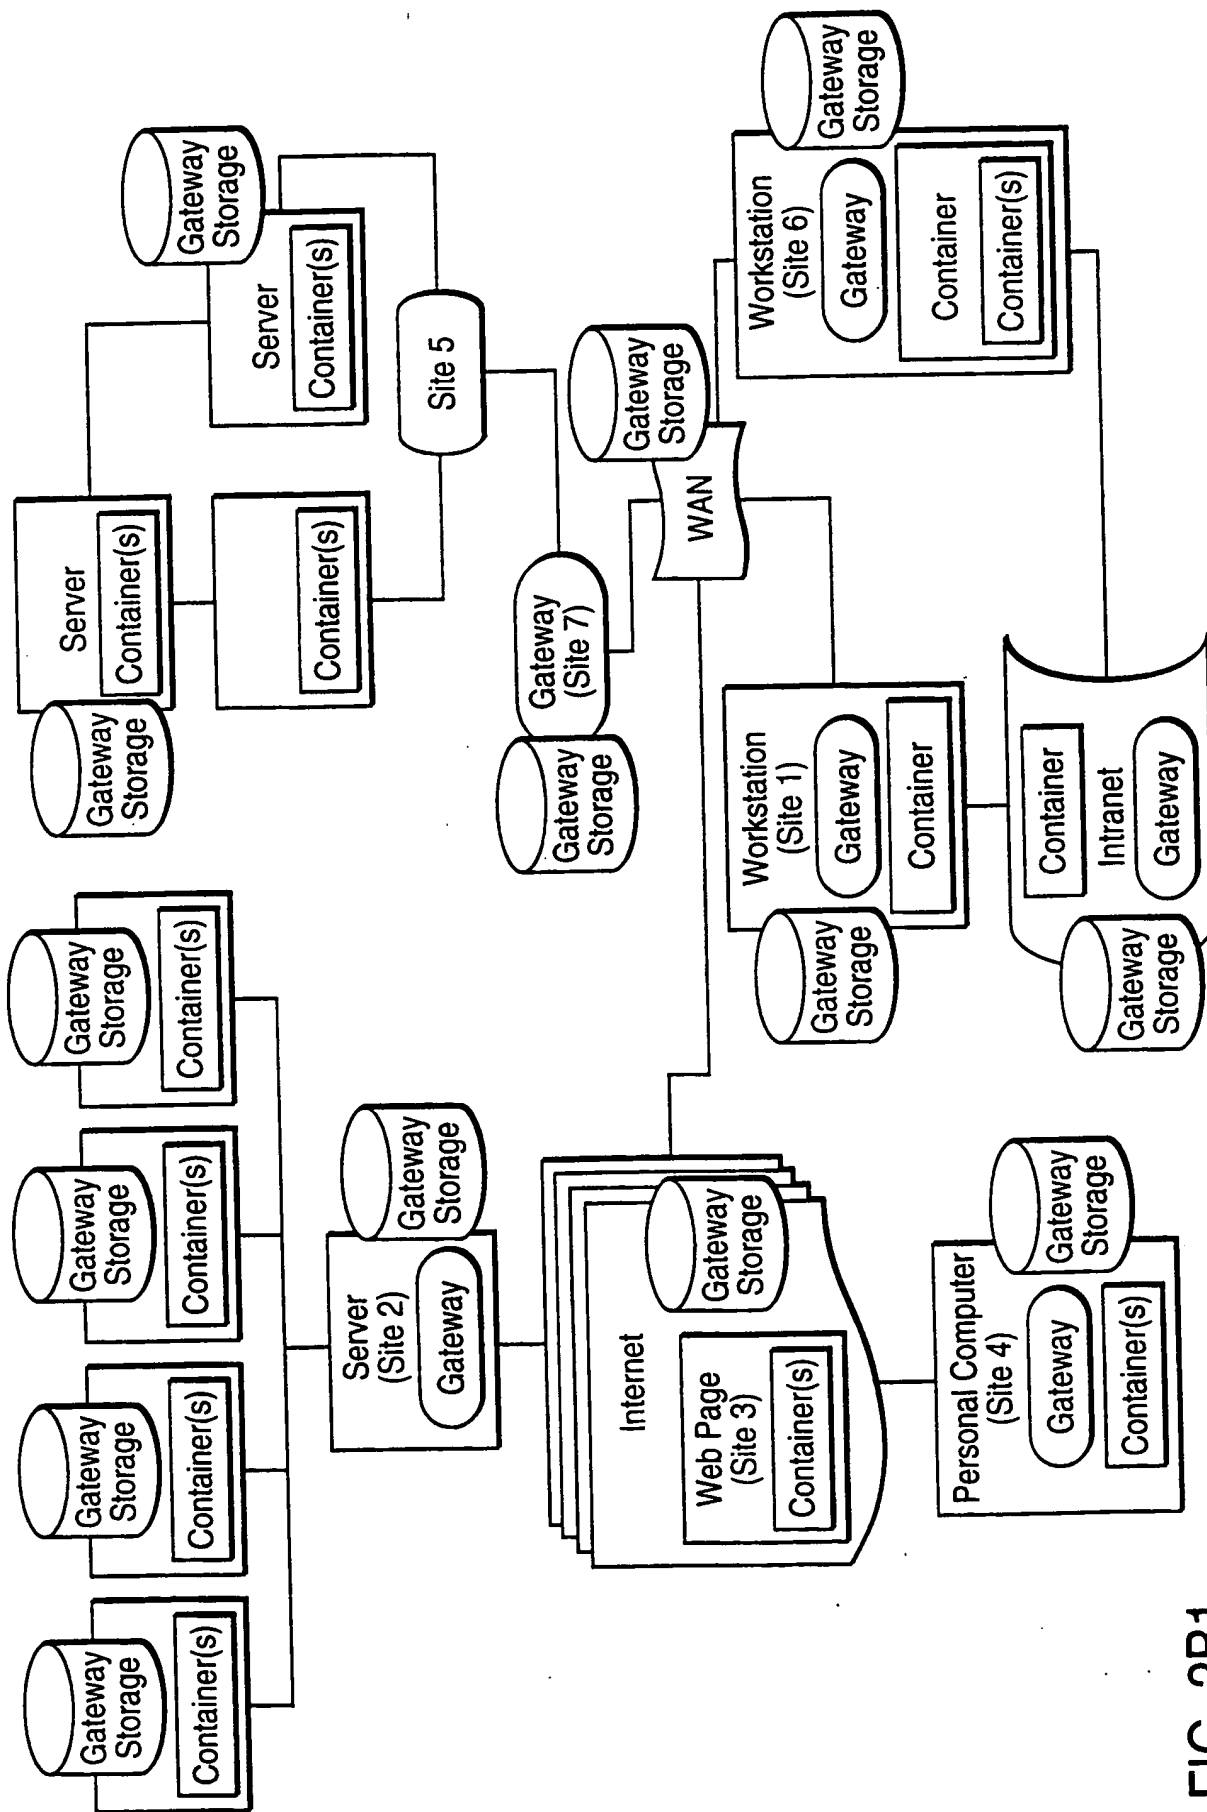 Gateway
Storage
Container(s)
Gateway
Storage
Container(s)
Gateway
Storage
Container(s)
Gateway
Storage
Container(s)
Gateway
Storage
Server
Container(s)
Container(s)
Gateway
Storage
Server
Container(s)
Site 5
Server
(Site 2)
Gateway
Gateway
Storage
Gateway
Storage
Gateway
(Site 7)
Gateway
Storage
WAN
Internet
Gateway
Storage
Web Page
(Site 3)
Container(s)
Gateway
Storage
Workstation
(Site 1)
Gateway
Container
Workstation
(Site 6)
Gateway
Container
Container(s)
Gateway
Storage
Personal Computer
(Site 4)
Gateway
Container(s)
Gateway
Storage
Gateway
Storage
Container
Intranet
Gateway
FIG. 2B1